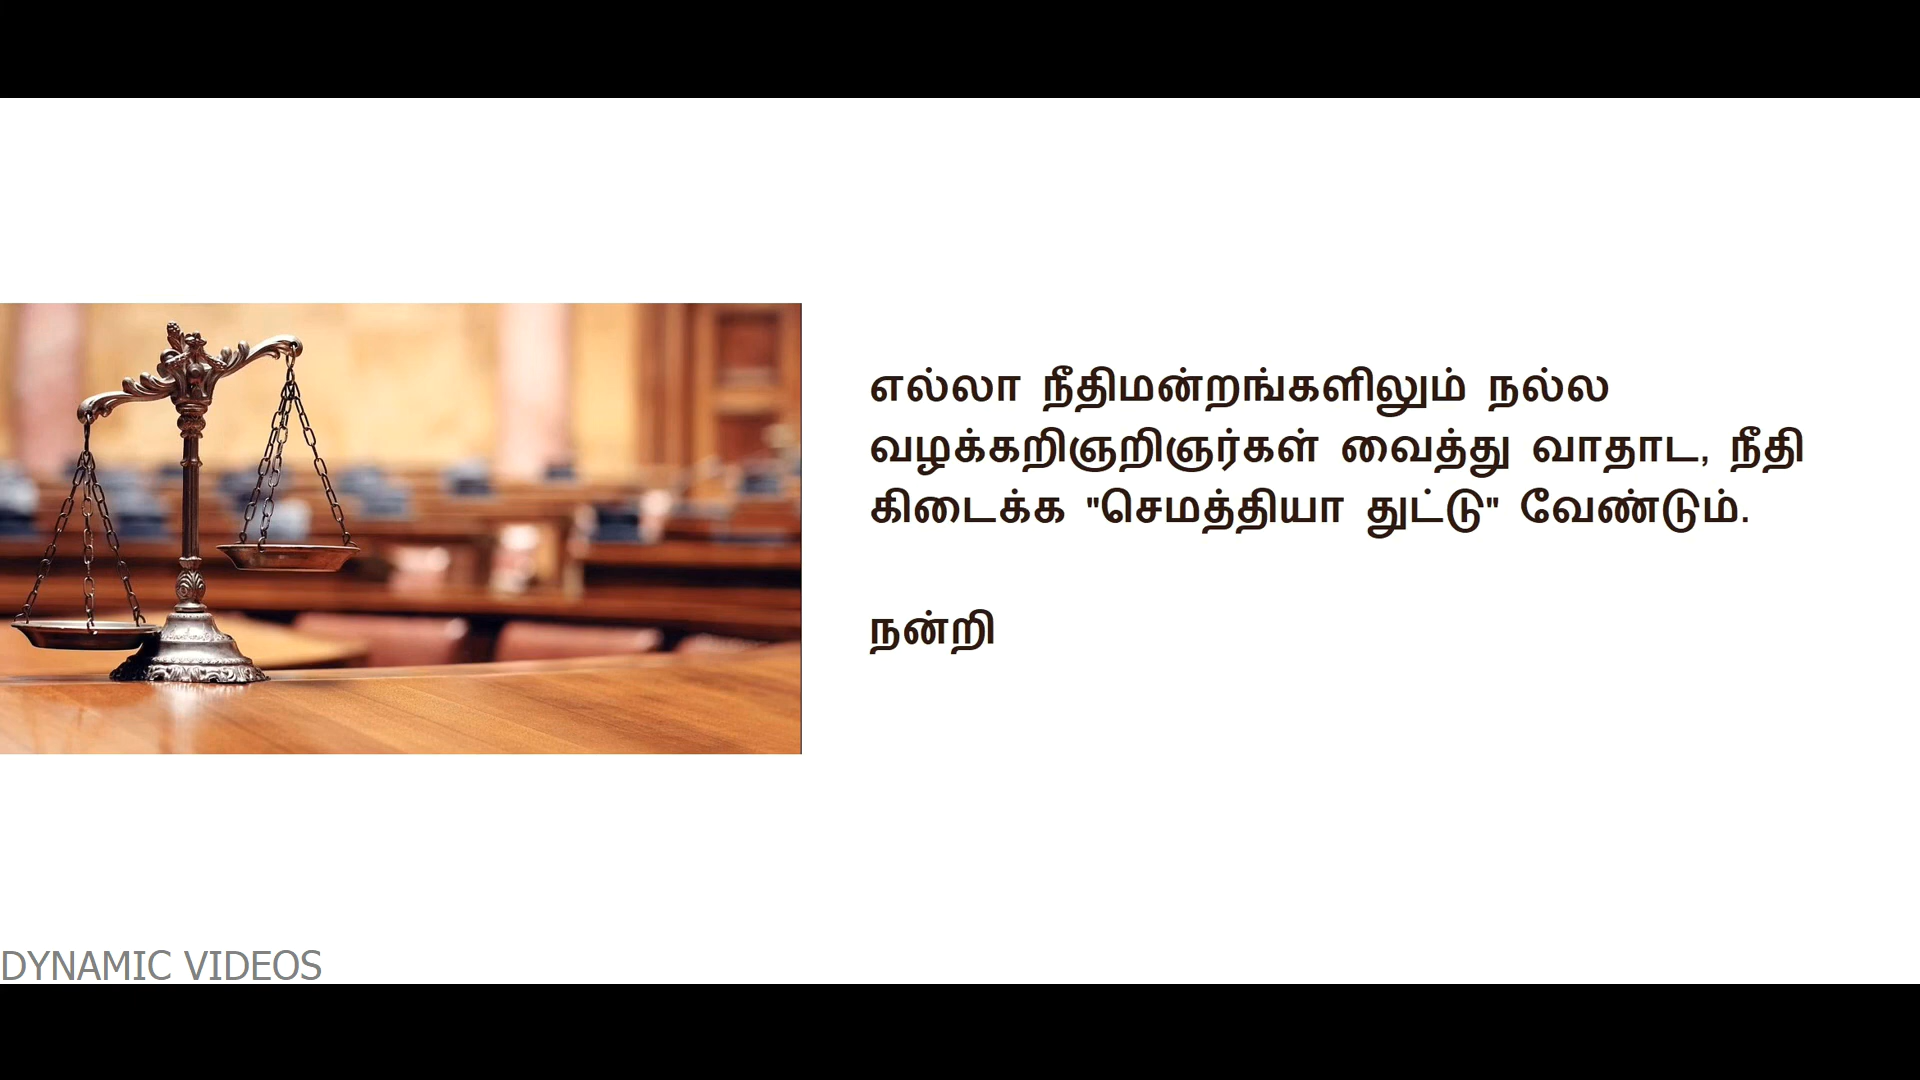 எல்லா நீதிமன்றங்களிலும் நல்ல
வழக்கறிஞறிஞர்கள் வைத்து வாதாட, நீதி
கிடைக்க "செமத்தியா துட்டு" வேண்டும்.
நன்றி
DYNAMIC VIDEOS